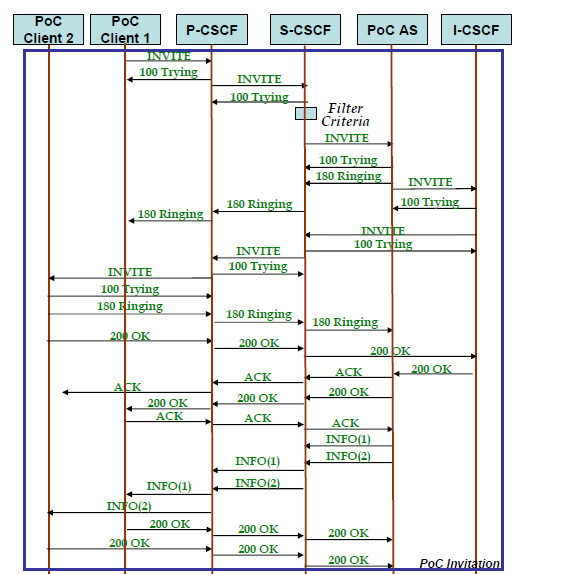 PoC
Client 2
PoC
Client 1
P-CSCF
S-CSCF
PoC AS
I-CSCF
INVITE
100 Trying
INVITE
100 Trying
Filter
Criteria
INVITE
100 Trying
180 Ringing
INVITE
100 Trying
180 Ringing
180 Ringing
INVITE
100 Trying
INVITE
100 Trying
INVITE
100 Trying
180 Ringing
180 Ringing
180 Ringing
200 OK
200 OK
200 OK
200 OK
ACK
ACK
ACK
200 OK
200 OK
200 OK
ACK
ACK
ACK
INFO(1)
INFO(2)
INFO(1)
INFO(2)
INFO(1)
INFO(2)
200 OK
200 OK
200 OK
200 OK
200 OK
200 OK
PoC Invitation